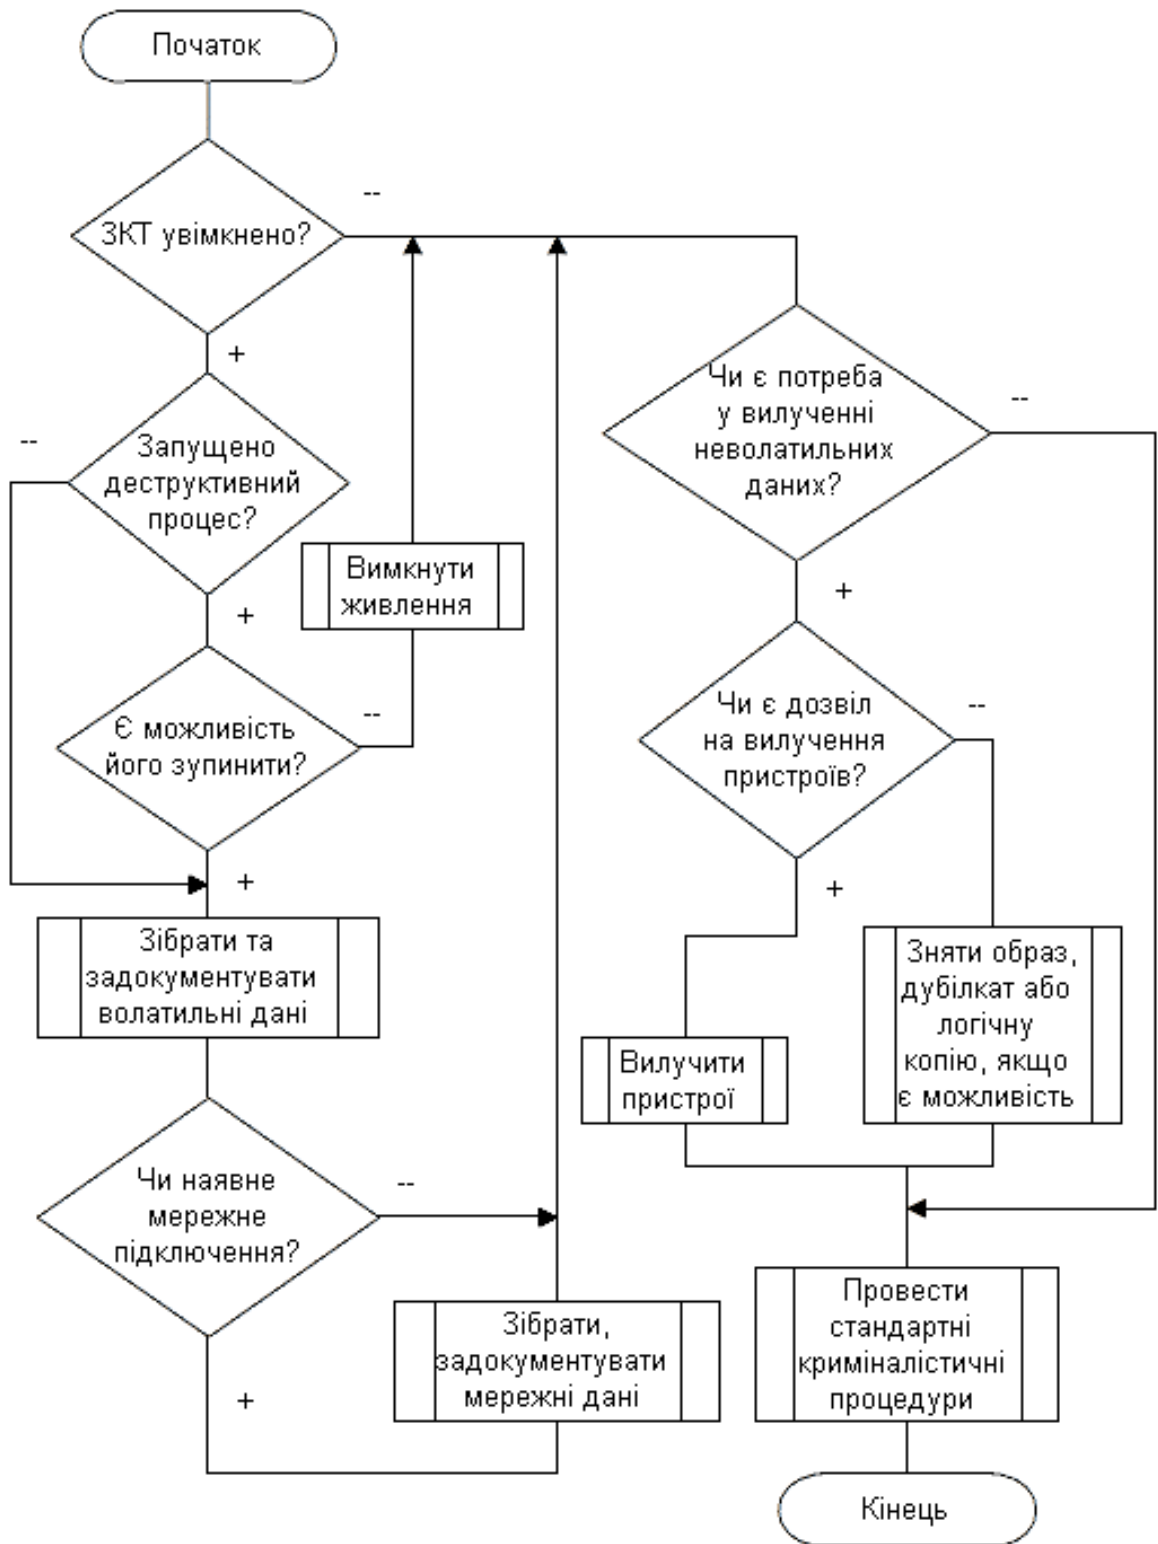 Початок
--
ЗКТ увімкнено?
+
--
Запущено
деструктивний
процес?
+
Вимкнути
живлення
Є можливість
його зупинити?
--
+
Зібрати та
задокументувати
волатильні дані
Чи наявне
мережне
підключення?
--
+
Зібрати,
задокументувати
мережні дані
Чи є потреба
у вилученні
неволатильних
даних?
--
+
Чи є дозвіл
на вилучення
пристроїв?
--
+
Вилучити
пристрої
Зняти образ,
дубілкат або
логічну
копію, якщо
є можливість
Провести
стандартні
криміналістичні
процедури
Кінець